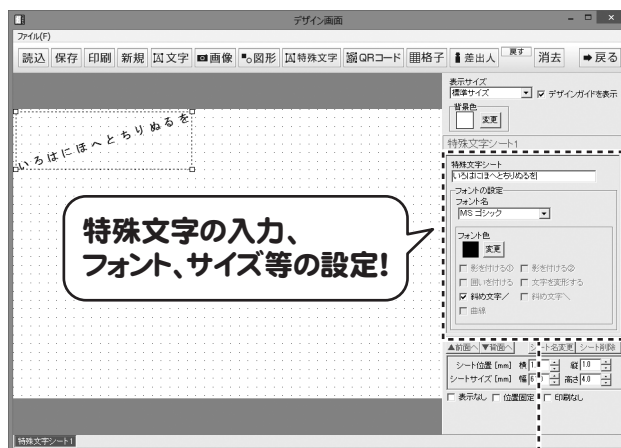 デザイン画面
ファイル(F)
読込 保存 印刷 新規 文字 画像 図形 特殊文字 QRコード 格子 差出人 戻す 消去 戻る
表示サイズ
標準サイズ デザインガイドを表示
背景色
変更
特殊文字シート1
いろはにほへとちりぬるを
特殊文字シート
いろはにほへとちりぬるを
フォントの設定
フォント名
MS ゴシック
フォント色
変更
影を付ける① 影を付ける②
囲いを付ける 文字を変形する
斜め文字／ 斜め文字＼
曲線
特殊文字の入力、
フォント、サイズ等の設定!
▲前面へ ▼背面へ シート名変更 シート削除
シート位置 [mm] 横 縦 1.0
シートサイズ [mm] 幅 高さ 4.0
表示なし 位置固定 印刷なし
特殊文字シート1